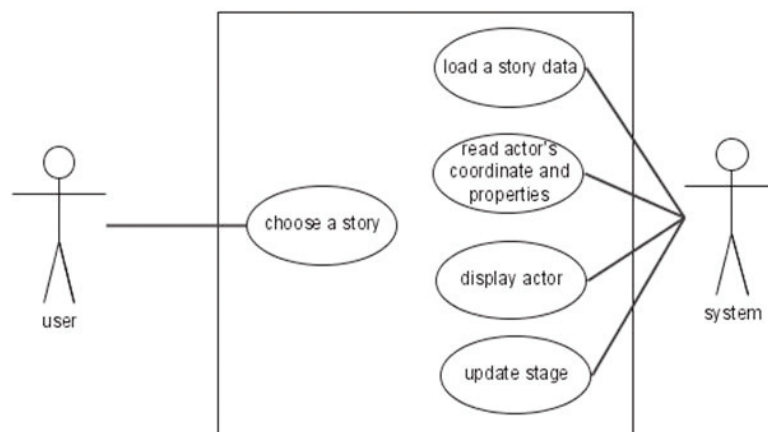 load a story data
read actor's
coordinate and
properties
choose a story
display actor
update stage
user
system